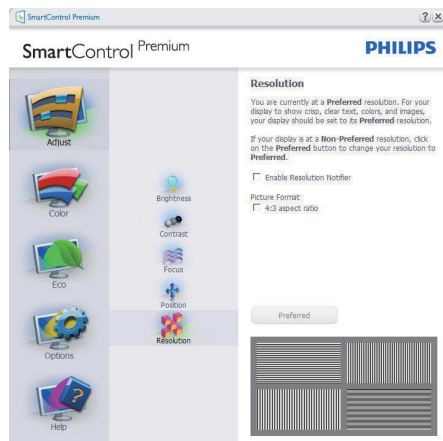 SmartControl Premium
SmartControl Premium
PHILIPS
Adjust
Color
Eco
Options
Help
Brightness
Contrast
Focus
Position
Resolution
Resolution
You are currently at a Preferred resolution. For your
display to show crisp, clear text, colors, and images,
your display should be set to its Preferred resolution.
If your display is at a Non-Preferred resolution, click
on the Preferred button to change your resolution to
Preferred.
Enable Resolution Notifier
Picture Format
4:3 aspect ratio
Preferred